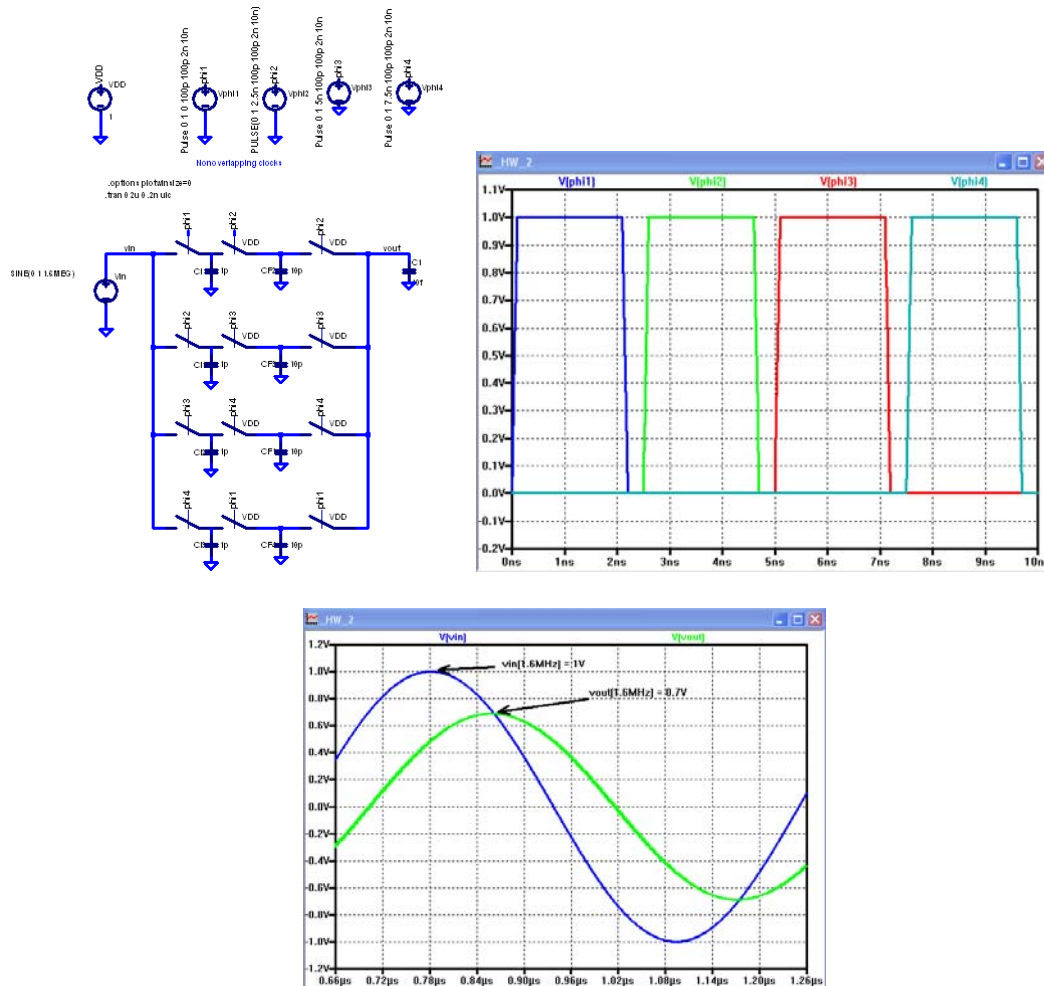 VDD
VDD
1
Pulse 0 1 0 100p 100p 2n 10n
phi1
Vphi1
PULSE(0 1 2.5n 100p 100p 2n 10n)
phi2
Vphi2
Pulse 0 1 5n 100p 100p 2n 10n
phi3
Vphi3
Pulse 0 1 7.5n 100p 100p 2n 10n
phi4
Vphi4
Nonoverlapping clocks
.options plotwinsize=0
.tran 0 2u 0 .2n uic
vin
SINE(0 1 1.6MEG)
Vin
phi1 phi2 VDD phi2 VDD
vout
1p CF2 10p
C1
10f
phi2 phi3 VDD phi3 VDD
1p CF3 10p
phi3 phi4 VDD phi4 VDD
1p 10p
phi4 phi1 VDD phi1 VDD
1p 10p
_HW_2
V(phi1) V(phi2) V(phi3) V(phi4)
1.1V
1.0V
0.9V
0.8V
0.7V
0.6V
0.5V
0.4V
0.3V
0.2V
0.1V
0.0V
-0.1V
-0.2V
0ns 1ns 2ns 3ns 4ns 5ns 6ns 7ns 8ns 9ns 10n
_HW_2
V(vin) V(vout)
vin[1.6MHz] = 1V
vout[1.6MHz] = 0.7V
1.2V
1.0V
0.8V
0.6V
0.4V
0.2V
0.0V
-0.2V
-0.4V
-0.6V
-0.8V
-1.0V
-1.2V
0.66µs 0.72µs 0.78µs 0.84µs 0.90µs 0.96µs 1.02µs 1.08µs 1.14µs 1.20µs 1.26µs